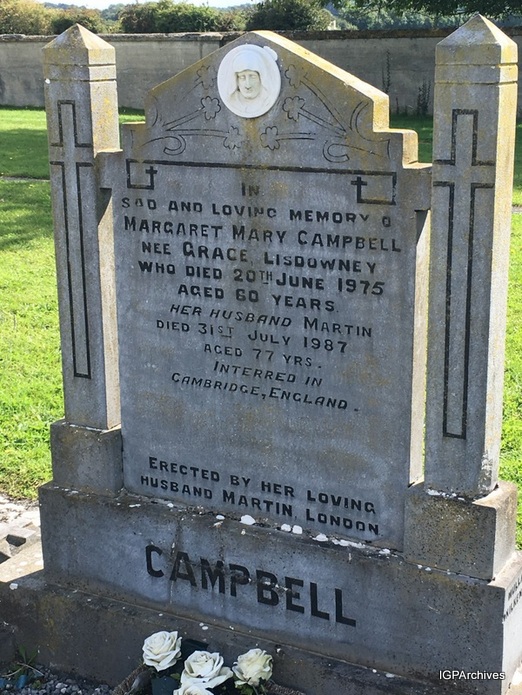 IN
SAD AND LOVING MEMORY O
MARGARET MARY CAMPBELL
NEE GRACE, LISDOWNEY
WHO DIED 20TH JUNE 1975
AGED 60 YEARS
HER HUSBAND MARTIN
DIED 31ST JULY 1987
AGED 77 YRS.
INTERRED IN
CAMBRIDGE, ENGLAND.
ERECTED BY HER LOVING
HUSBAND MARTIN, LONDON
CAMPBELL
IGPArchives